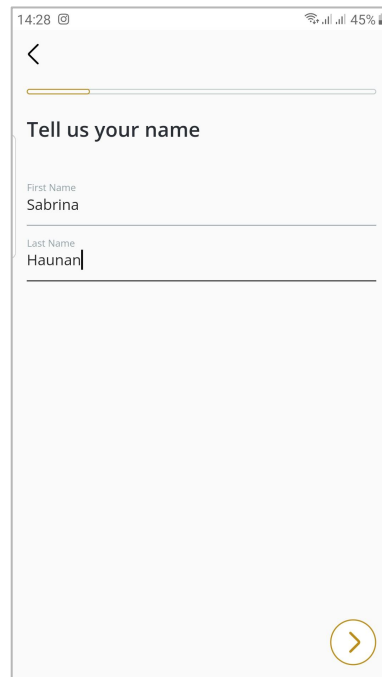 14:28 45%
Tell us your name
First Name
Sabrina
Last Name
Haunan